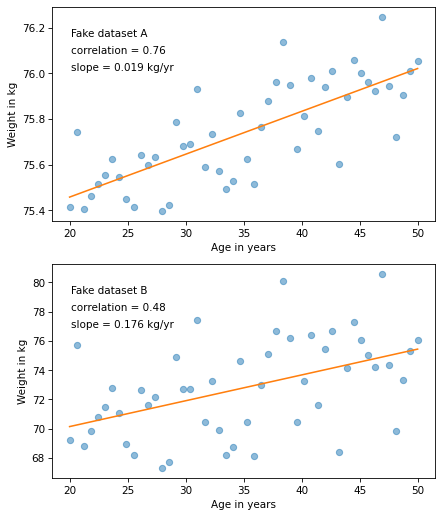 Fake dataset A
correlation = 0.76
slope = 0.019 kg/yr
76.2
76.0
75.8
75.6
75.4
Weight in kg
20 25 30 35 40 45 50
Age in years
Fake dataset B
correlation = 0.48
slope = 0.176 kg/yr
80
78
76
74
72
70
68
Weight in kg
20 25 30 35 40 45 50
Age in years